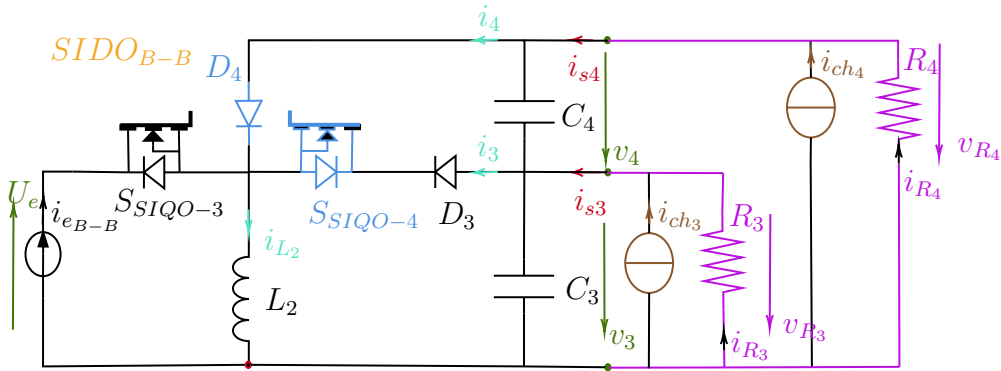 i_4
SIDO_{B-B}
i_{s4}
D_4
i_{ch_4}
R_4
C_4
v_4
i_3
v_{R_4}
U_e
S_{SIQO-3}
i_{R_4}
i_{e_{B-B}}
S_{SIQO-4}
D_3
i_{s3}
i_{ch_3}
R_3
i_{L_2}
C_3
L_2
v_3
v_{R_3}
i_{R_3}